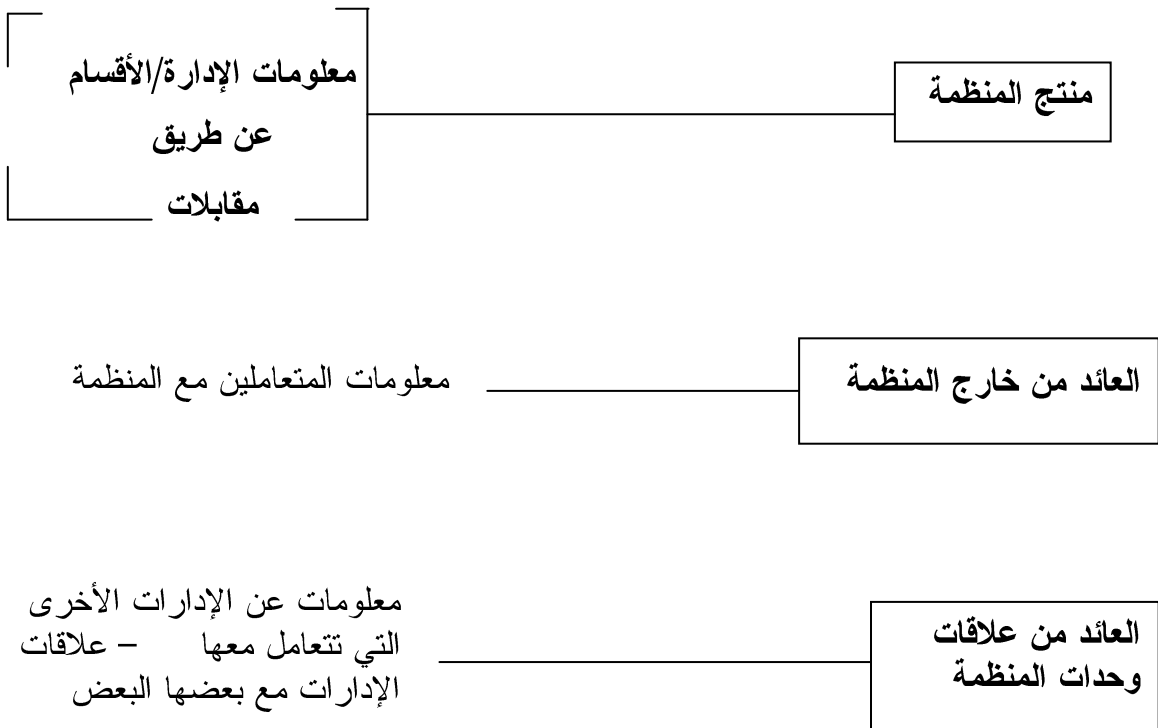 منتج المنظمة
معلومات الإدارة/الأقسام
عن طريق
مقابلات
العائد من خارج المنظمة
معلومات المتعاملين مع المنظمة
العائد من علاقات
وحدات المنظمة
معلومات عن الإدارات الأخرى
التي تتعامل معها – علاقات
الإدارات مع بعضها البعض